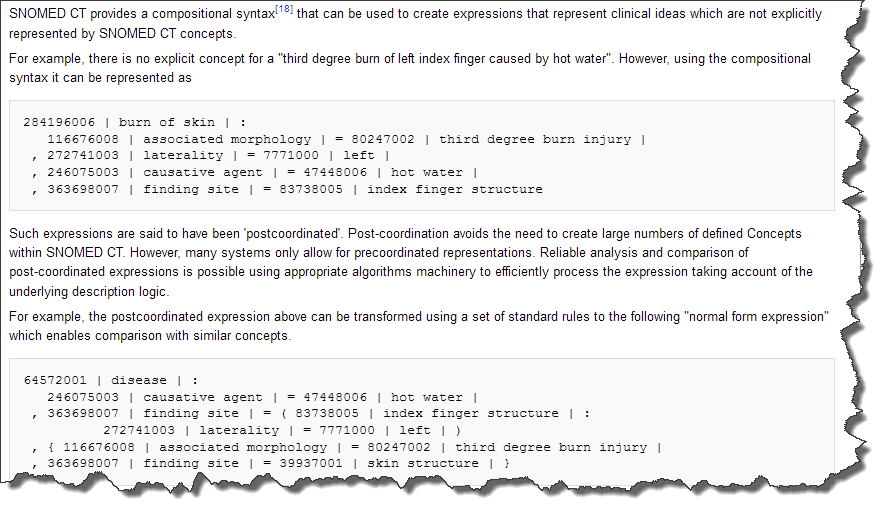 SNOMED CT provides a compositional syntax[18] that can be used to create expressions that represent clinical ideas which are not explicitly
represented by SNOMED CT concepts.
For example, there is no explicit concept for a "third degree burn of left index finger caused by hot water". However, using the compositional
syntax it can be represented as
284196006 | burn of skin | :
116676008 | associated morphology | = 80247002 | third degree burn injury |
, 272741003 | laterality | = 7771000 | left |
, 246075003 | causative agent | = 47448006 | hot water |
, 363698007 | finding site | = 83738005 | index finger structure
Such expressions are said to have been 'postcoordinated'. Post-coordination avoids the need to create large numbers of defined Concepts
within SNOMED CT. However, many systems only allow for precoordinated representations. Reliable analysis and comparison of
post-coordinated expressions is possible using appropriate algorithms machinery to efficiently process the expression taking account of the
underlying description logic.
For example, the postcoordinated expression above can be transformed using a set of standard rules to the following "normal form expression"
which enables comparison with similar concepts.
64572001 | disease | :
246075003 | causative agent | = 47448006 | hot water |
, 363698007 | finding site | = ( 83738005 | index finger structure | :
272741003 | laterality | = 7771000 | left | )
, { 116676008 | associated morphology | = 80247002 | third degree burn injury |
, 363698007 | finding site | = 39937001 | skin structure | }